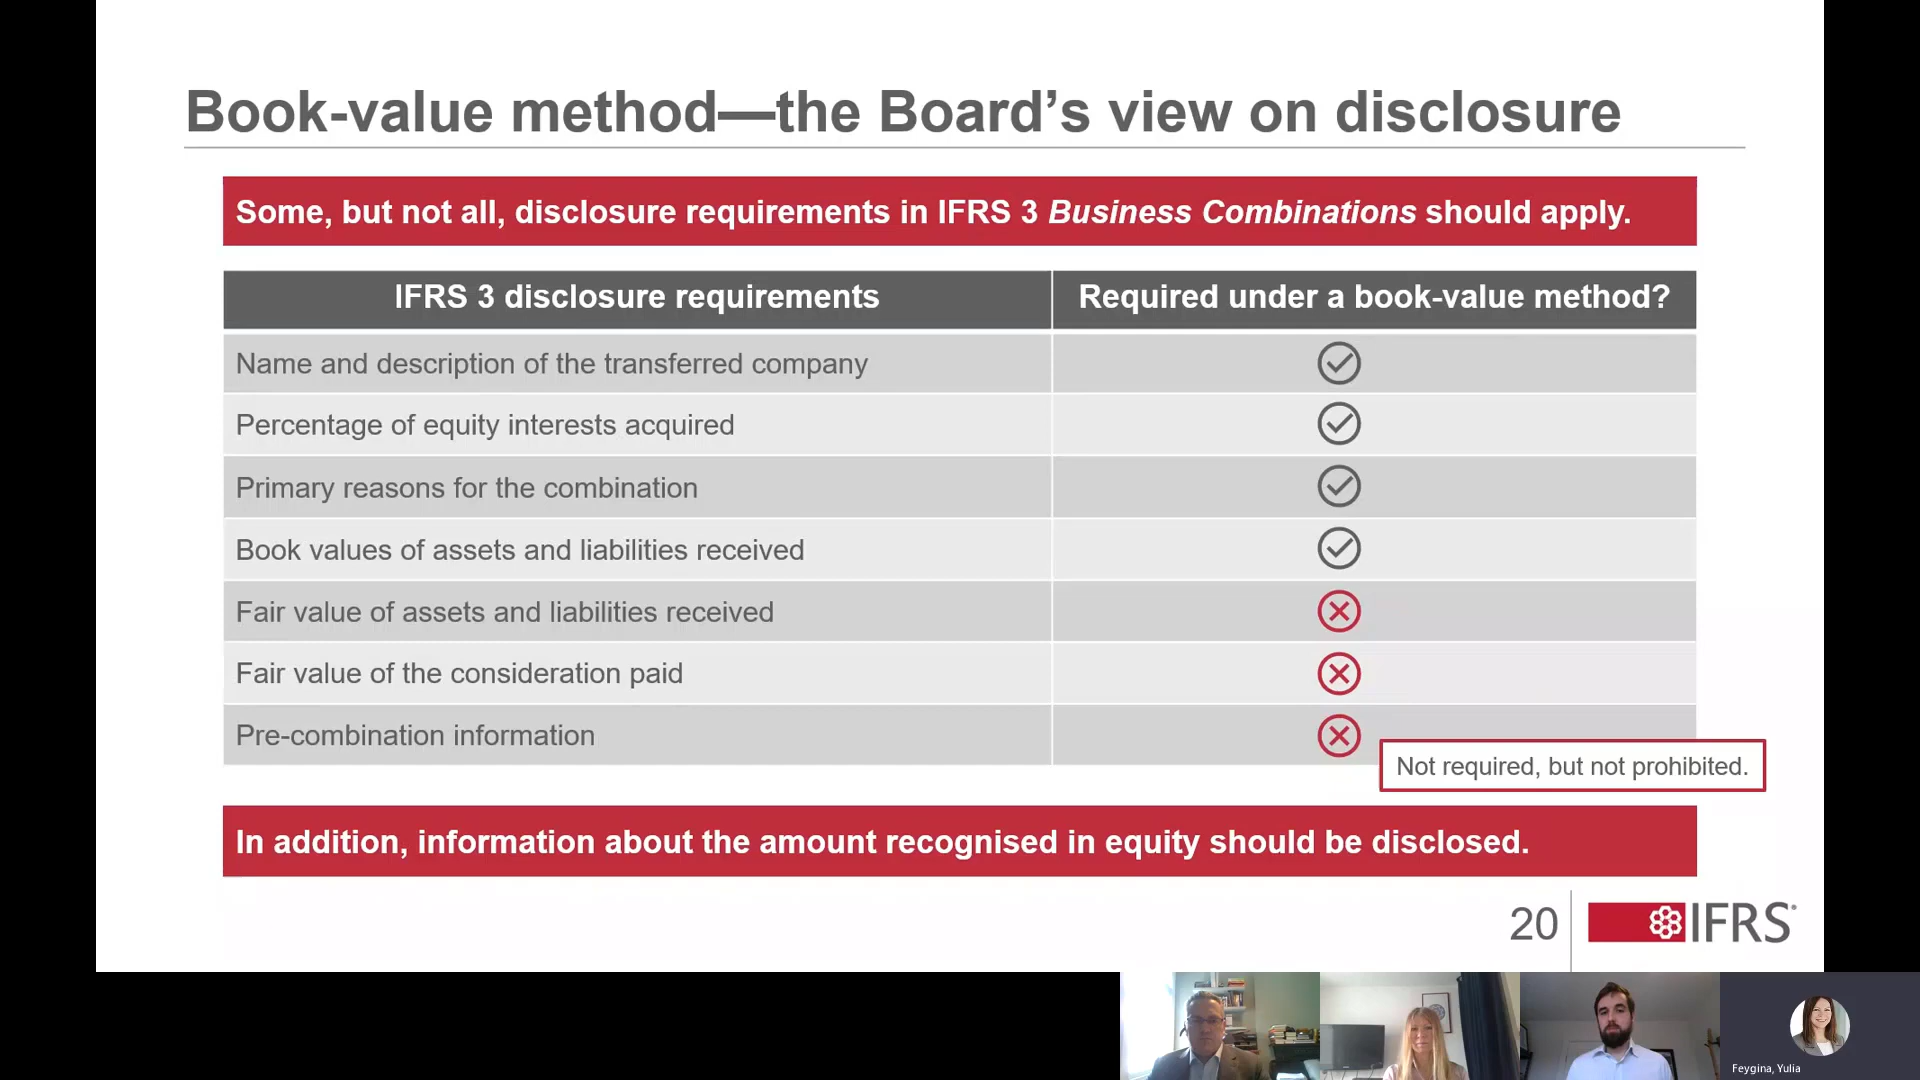 Book-value method—the Board’s view on disclosure
Some, but not all, disclosure requirements in IFRS 3 Business Combinations should apply.
IFRS 3 disclosure requirements
Required under a book-value method?
Name and description of the transferred company
Percentage of equity interests acquired
Primary reasons for the combination
Book values of assets and liabilities received
Fair value of assets and liabilities received
Fair value of the consideration paid
Pre-combination information
Not required, but not prohibited.
In addition, information about the amount recognised in equity should be disclosed.
20
IFRS®
Feygina, Yulia